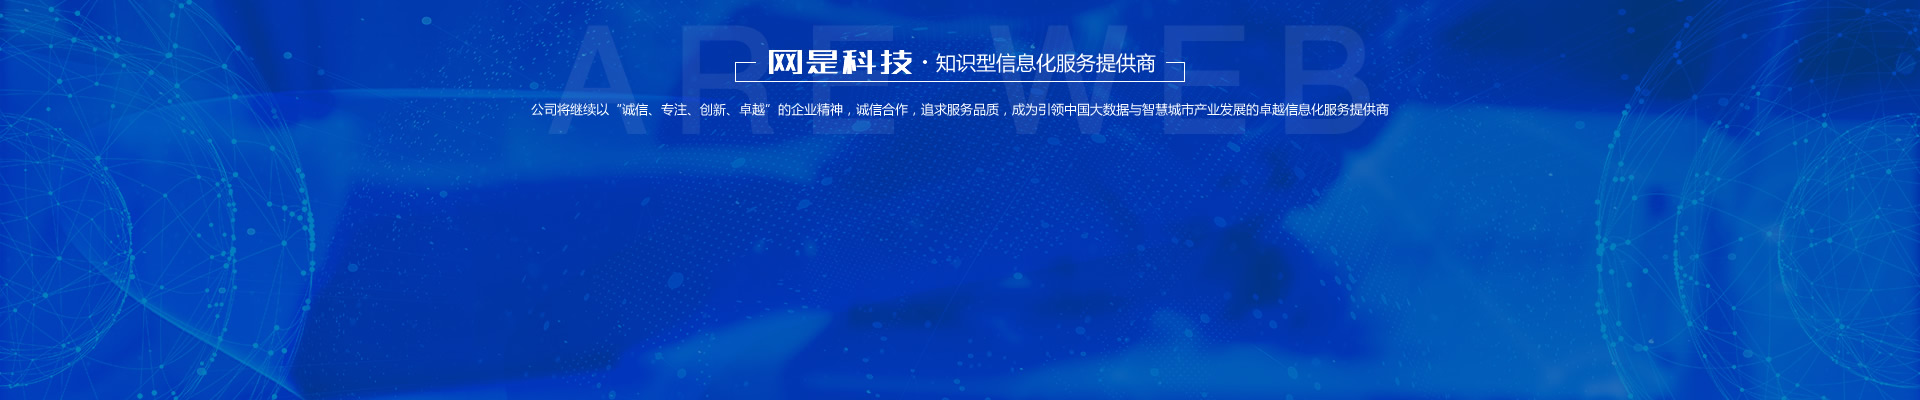 ARE WEB
网是科技·知识型信息化服务提供商
公司将继续以“诚信、专注、创新、卓越”的企业精神，诚信合作，追求服务品质，成为引领中国大数据与智慧城市产业发展的卓越信息化服务提供商